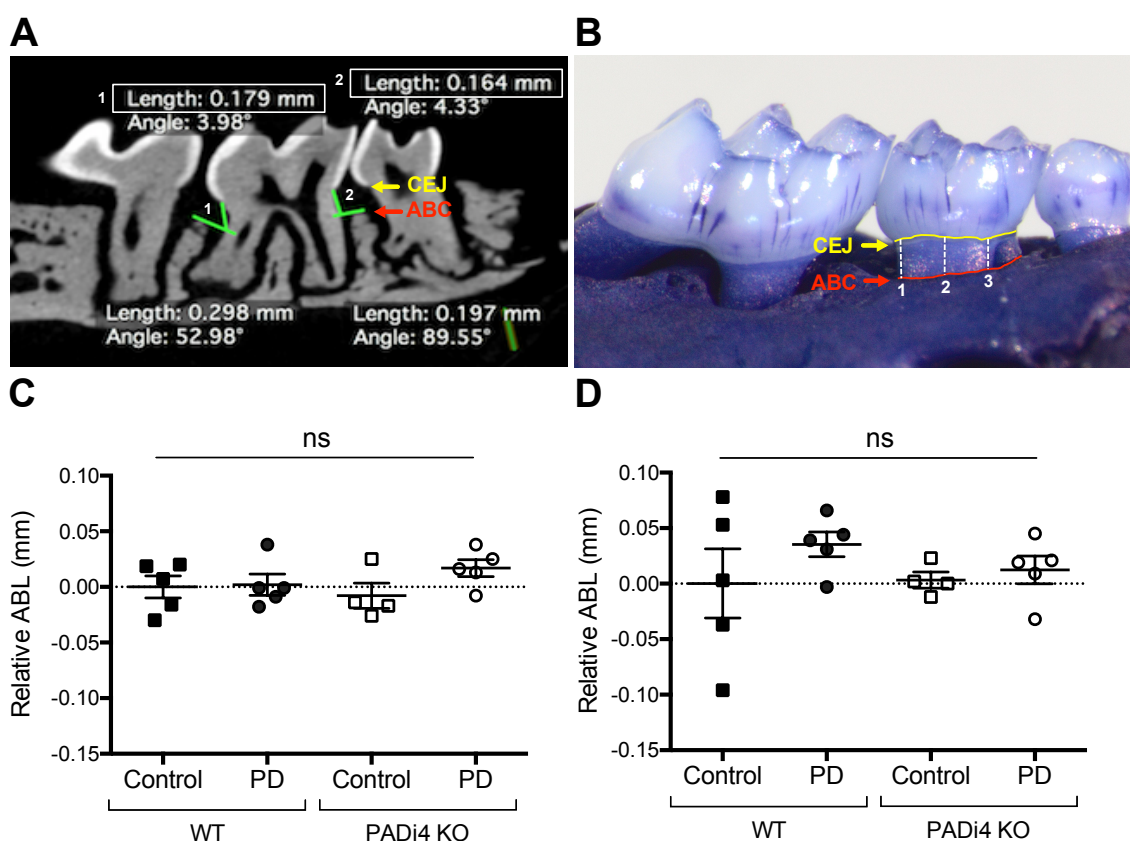 A
1 Length: 0.179 mm
Angle: 3.98°
2 Length: 0.164 mm
Angle: 4.33°
CEJ
ABC
1
2
Length: 0.298 mm
Angle: 52.98°
Length: 0.197 mm
Angle: 89.55°
B
CEJ
ABC
1 2 3
C
ns
Relative ABL (mm)
0.10
0.05
0.00
-0.05
-0.10
-0.15
Control PD Control PD
WT PADi4 KO
D
ns
Relative ABL (mm)
0.10
0.05
0.00
-0.05
-0.10
-0.15
Control PD Control PD
WT PADi4 KO